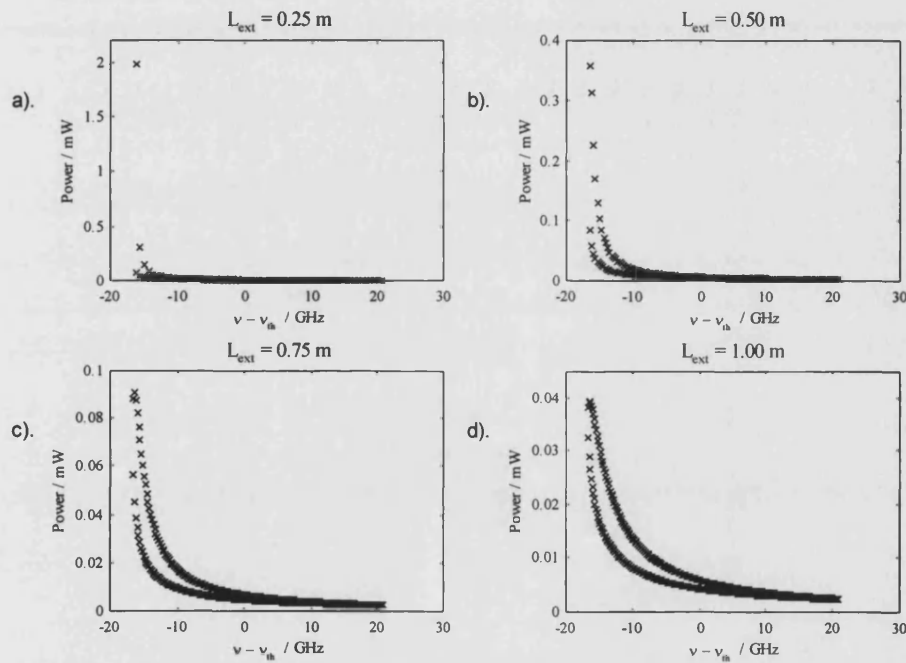 L_ext = 0.25 m
a).
Power / mW
2
1.5
1
0.5
0
-20
-10
0
10
20
30
ν – ν_th / GHz
L_ext = 0.50 m
b).
Power / mW
0.4
0.3
0.2
0.1
0
-20
-10
0
10
20
30
ν – ν_th / GHz
L_ext = 0.75 m
c).
Power / mW
0.1
0.08
0.06
0.04
0.02
0
-20
-10
0
10
20
30
ν – ν_th / GHz
L_ext = 1.00 m
d).
Power / mW
0.04
0.03
0.02
0.01
0
-20
-10
0
10
20
30
ν – ν_th / GHz